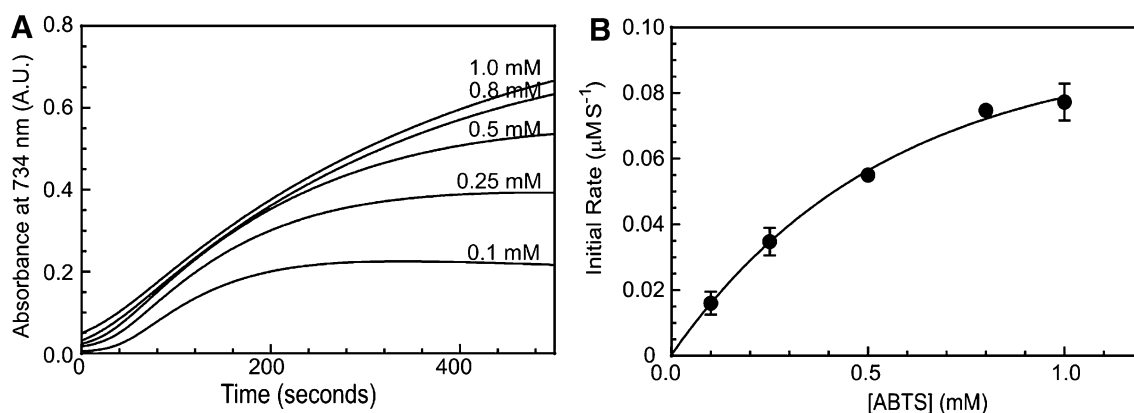 A
Absorbance at 734 nm (A.U.)
0.8
0.6
0.4
0.2
0.0
1.0 mM
0.8 mM
0.5 mM
0.25 mM
0.1 mM
0
200
400
Time (seconds)
B
Initial Rate (μMS⁻¹)
0.10
0.08
0.06
0.04
0.02
0
0.0
0.5
1.0
[ABTS] (mM)